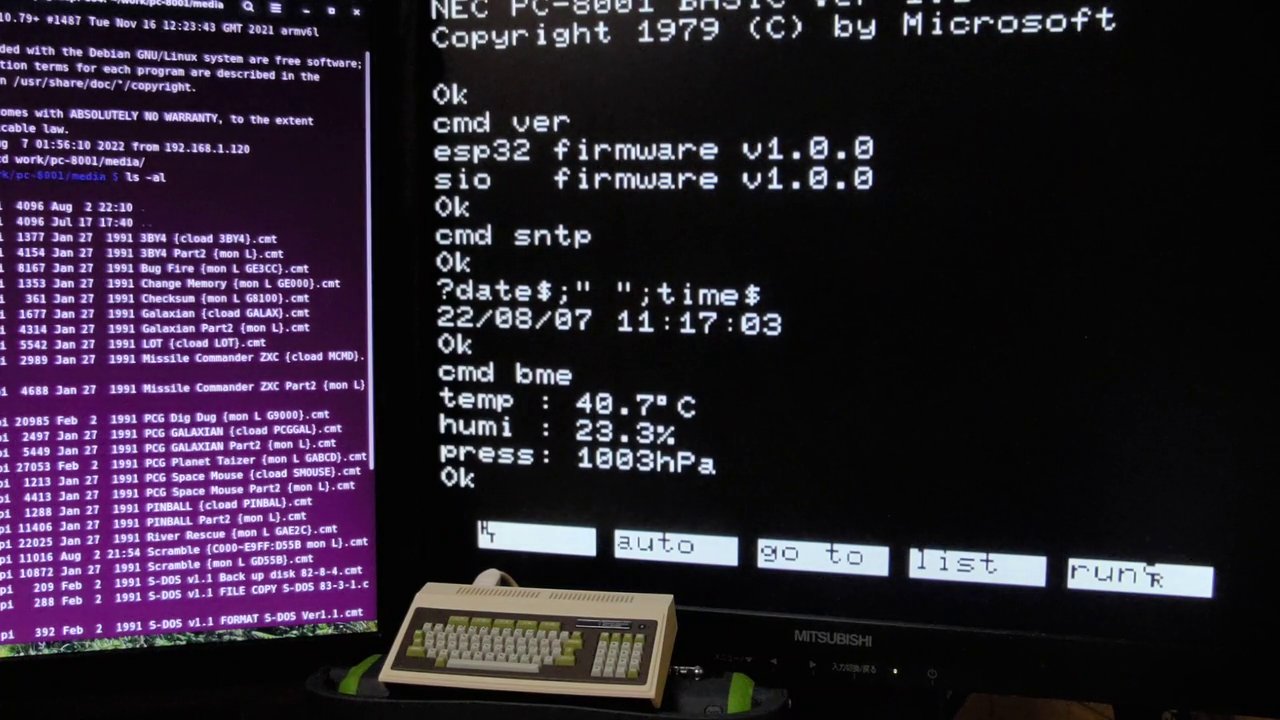 work/pc-8001/media
10.79+ #1487 Tue Nov 16 12:23:43 GMT 2021 armv6l
ded with the Debian GNU/Linux system are free software;
tion terms for each program are described in the
n /usr/share/doc/*/copyright.
omes with ABSOLUTELY NO WARRANTY, to the extent
cable law.
g  7 01:56:10 2022 from 192.168.1.120
d work/pc-8001/media/
rk/pc-8001/media $ ls -al
i  4096 Aug  2 22:10 .
i  4096 Jul 17 17:40 ..
i  1377 Jan 27  1991 3BY4 {cload 3BY4}.cmt
i  4154 Jan 27  1991 3BY4 Part2 {mon L}.cmt
i  8167 Jan 27  1991 Bug Fire {mon L GE3CC}.cmt
i  1353 Jan 27  1991 Change Memory {mon L GE000}.cmt
i   361 Jan 27  1991 Checksum {mon L G8100}.cmt
i  1677 Jan 27  1991 Galaxian {cload GALAX}.cmt
i  4314 Jan 27  1991 Galaxian Part2 {mon L}.cmt
i  5542 Jan 27  1991 LOT {cload LOT}.cmt
i  2989 Jan 27  1991 Missile Commander ZXC {cload MCMD}.
i  4688 Jan 27  1991 Missile Commander ZXC Part2 {mon L}
pi 20985 Feb  2  1991 PCG Dig Dug {mon L G9000}.cmt
pi  2497 Jan 27  1991 PCG GALAXIAN {cload PCGGAL}.cmt
pi  5449 Jan 27  1991 PCG GALAXIAN Part2 {mon L}.cmt
pi 27053 Feb  2  1991 PCG Planet Taizer {mon L GABCD}.cmt
pi  1213 Jan 27  1991 PCG Space Mouse {cload SMOUSE}.cmt
pi  4413 Jan 27  1991 PCG Space Mouse Part2 {mon L}.cmt
pi  1288 Jan 27  1991 PINBALL {cload PINBAL}.cmt
pi 11406 Jan 27  1991 PINBALL Part2 {mon L}.cmt
pi 22025 Jan 27  1991 River Rescue {mon L GAE2C}.cmt
pi 11016 Aug  2 21:54 Scramble {C000~E9FF:D55B mon L}.cmt
pi 10872 Jan 27  1991 Scramble {mon L GD55B}.cmt
pi   209 Feb  2  1991 S-DOS v1.1 Back up disk 82-8-4.cmt
pi   288 Feb  2  1991 S-DOS v1.1 FILE COPY S-DOS 83-3-1.c
pi   392 Feb  2  1991 S-DOS v1.1 FORMAT S-DOS Ver1.1.cmt
NEC PC-8001 BASIC Ver
Copyright 1979 (C) by Microsoft
Ok
cmd ver
esp32 firmware v1.0.0
sio   firmware v1.0.0
Ok
cmd sntp
Ok
?date$;" ";time$
22/08/07 11:17:03
Ok
cmd bme
temp : 40.7°C
humi : 23.3%
press: 1003hPa
Ok
auto
go to
list
run
MITSUBISHI
入力切換/戻る